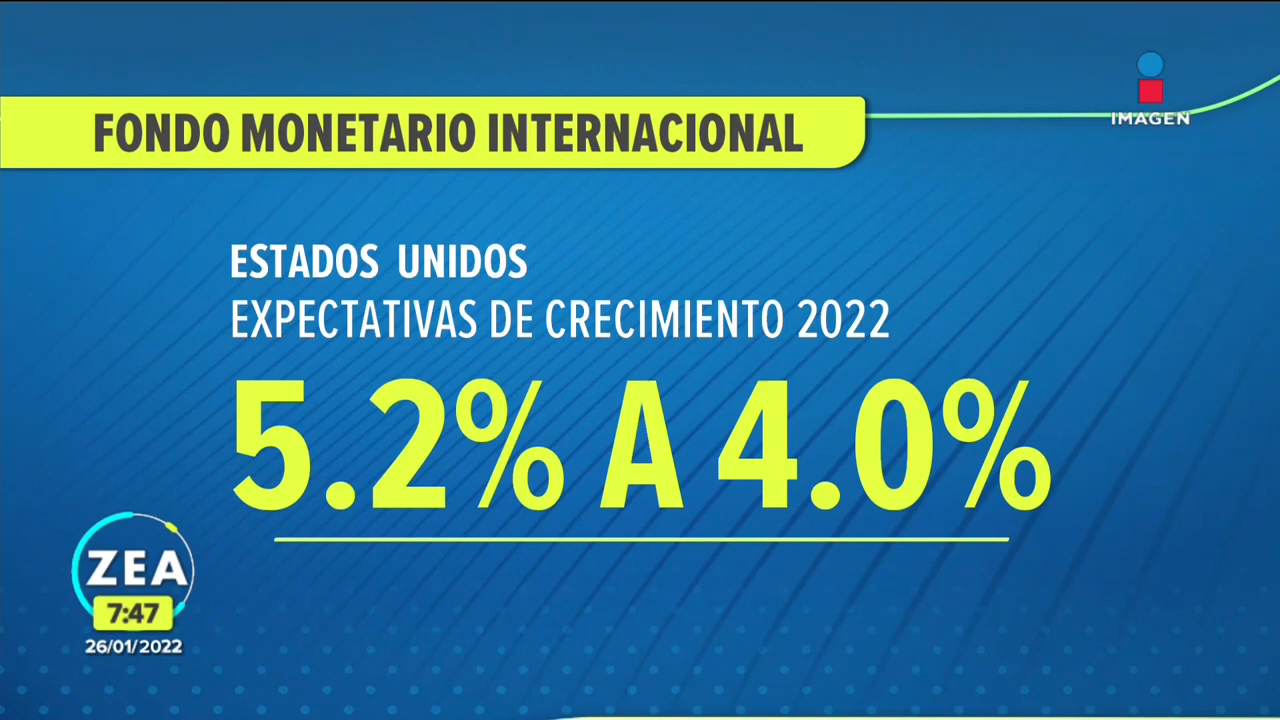 IMAGEN
FONDO MONETARIO INTERNACIONAL
ESTADOS UNIDOS
EXPECTATIVAS DE CRECIMIENTO 2022
5.2% A 4.0%
ZEA
7:47
26/01/2022